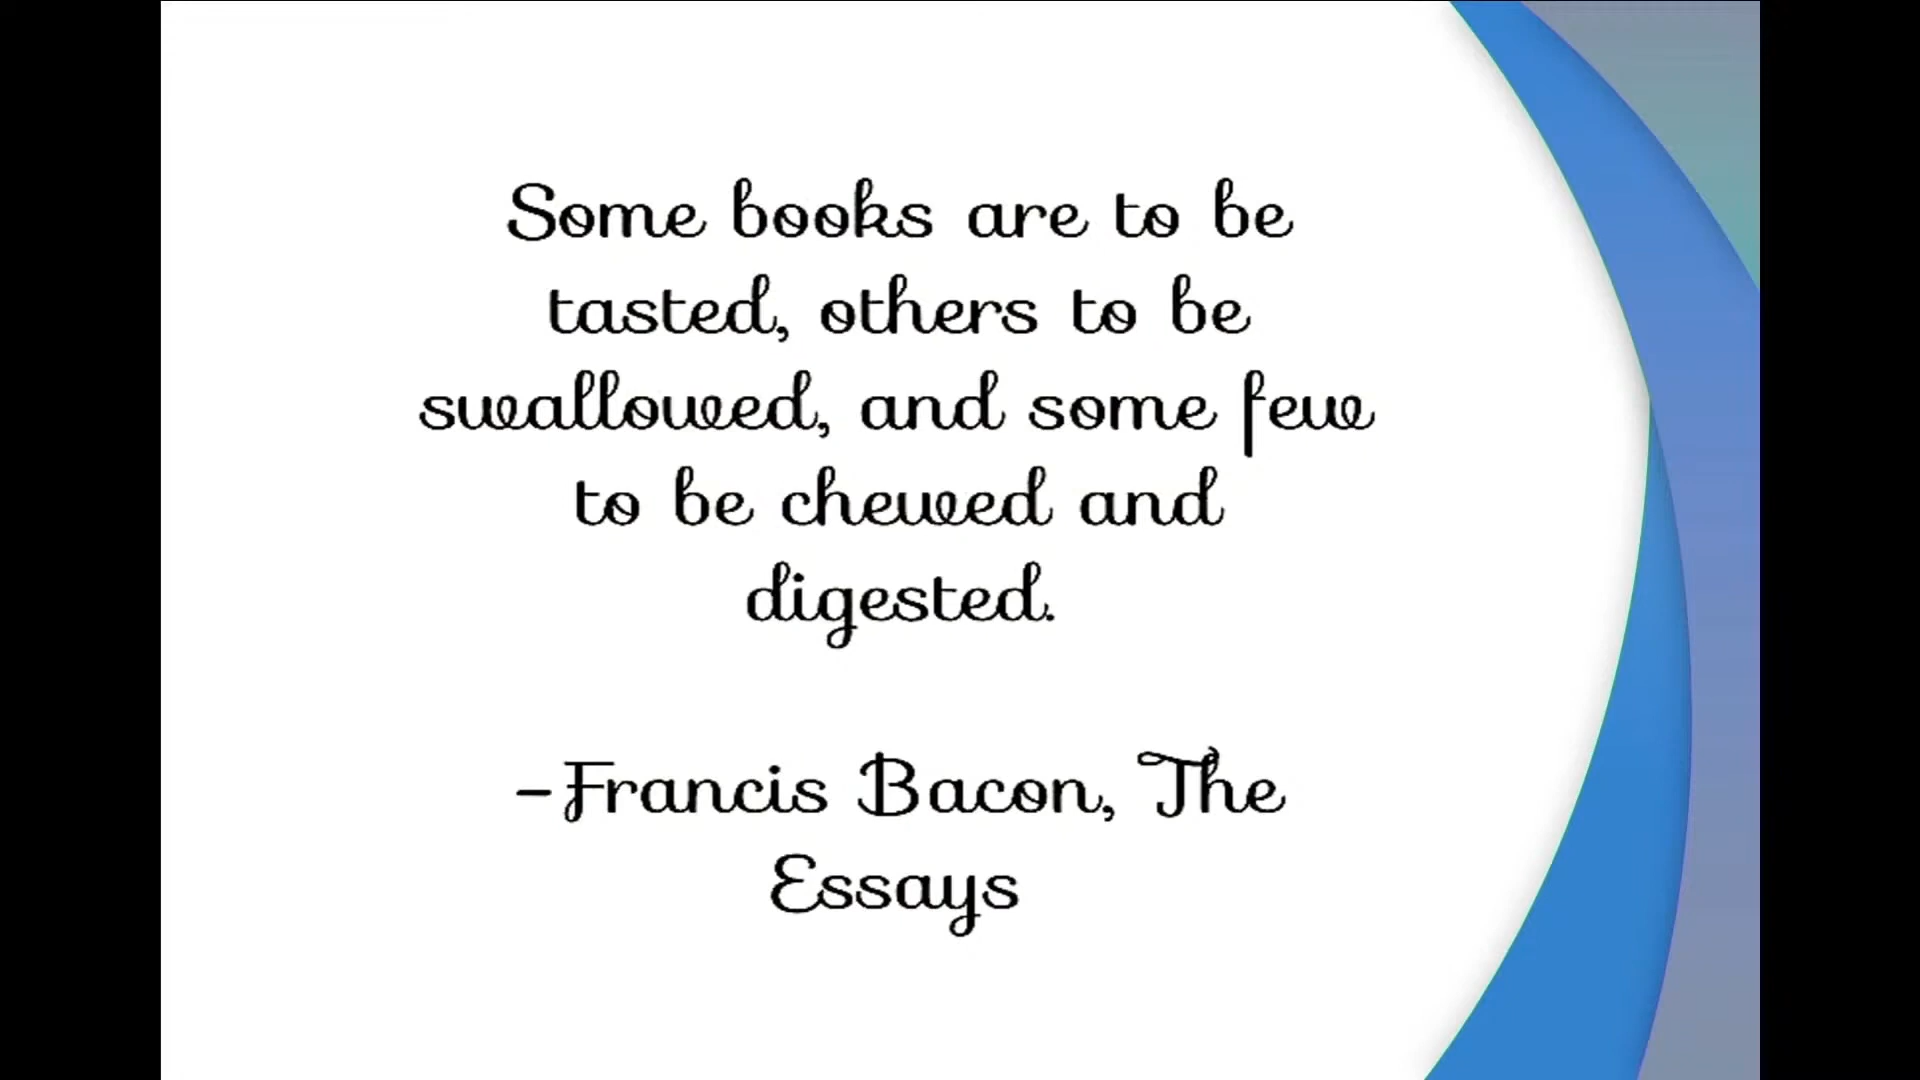 Some books are to be
tasted, others to be
swallowed, and some few
to be chewed and
digested.
-Francis Bacon, The
Essays